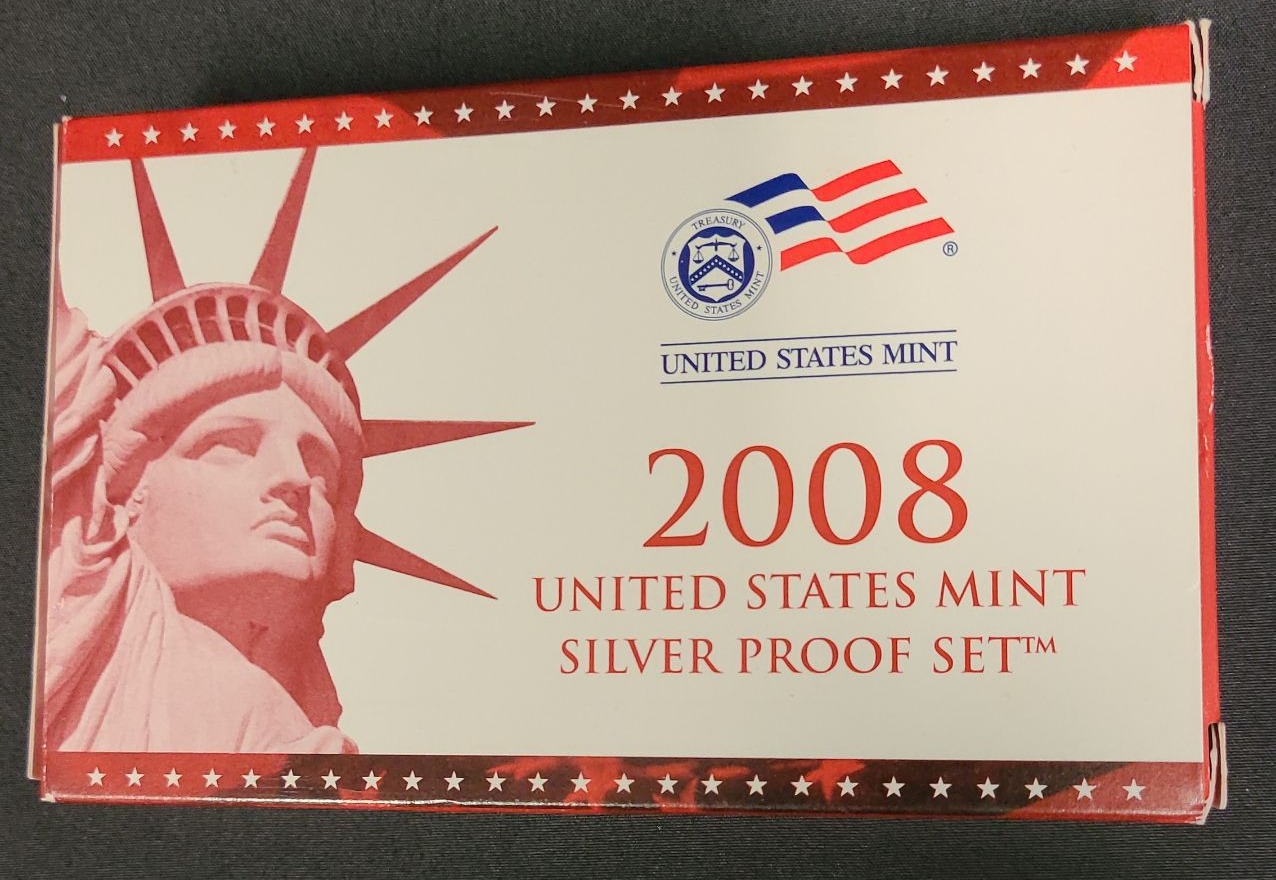 TREASURY
UNITED STATES MINT
®
UNITED STATES MINT
2008
UNITED STATES MINT
SILVER PROOF SET™